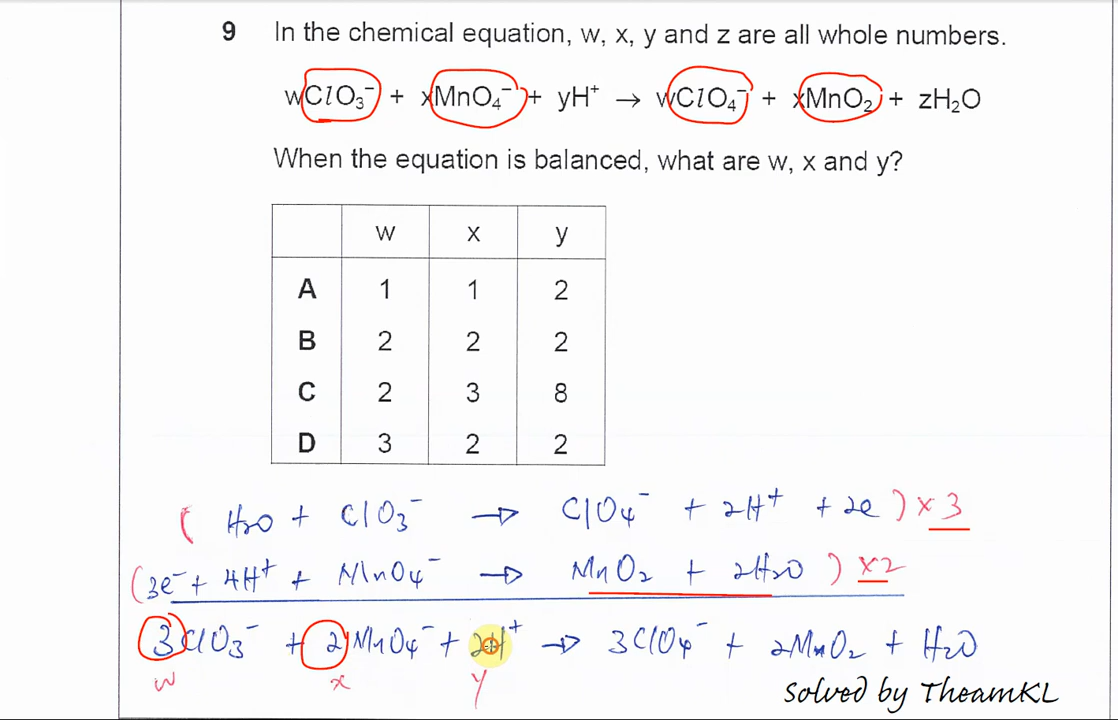 9 In the chemical equation, w, x, y and z are all whole numbers.
wClO₃⁻ + xMnO₄⁻ + yH⁺ → wClO₄⁻ + xMnO₂ + zH₂O
When the equation is balanced, what are w, x and y?
w x y
A 1 1 2
B 2 2 2
C 2 3 8
D 3 2 2
( H₂O + ClO₃⁻ → ClO₄⁻ + 2H⁺ + 2e ) × 3
(3e⁻ + 4H⁺ + MnO₄⁻ → MnO₂ + 2H₂O ) ×2
3ClO₃⁻ + 2MnO₄⁻ + 2H⁺ → 3ClO₄⁻ + 2MnO₂ + H₂O
w x y
Solved by TheamKL